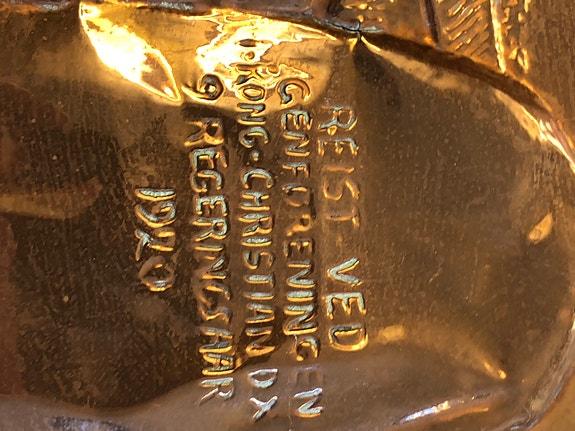 REIST VED
GENFORENINGEN
I·KONG·CHRISTIAN DX
9 REGERINGSAAR
1920